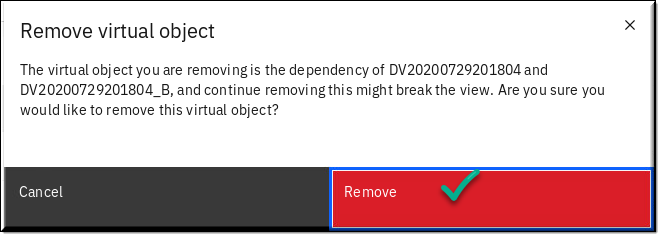 Remove virtual object
The virtual object you are removing is the dependency of DV20200729201804 and
DV20200729201804_B, and continue removing this might break the view. Are you sure you
would like to remove this virtual object?
Cancel
Remove